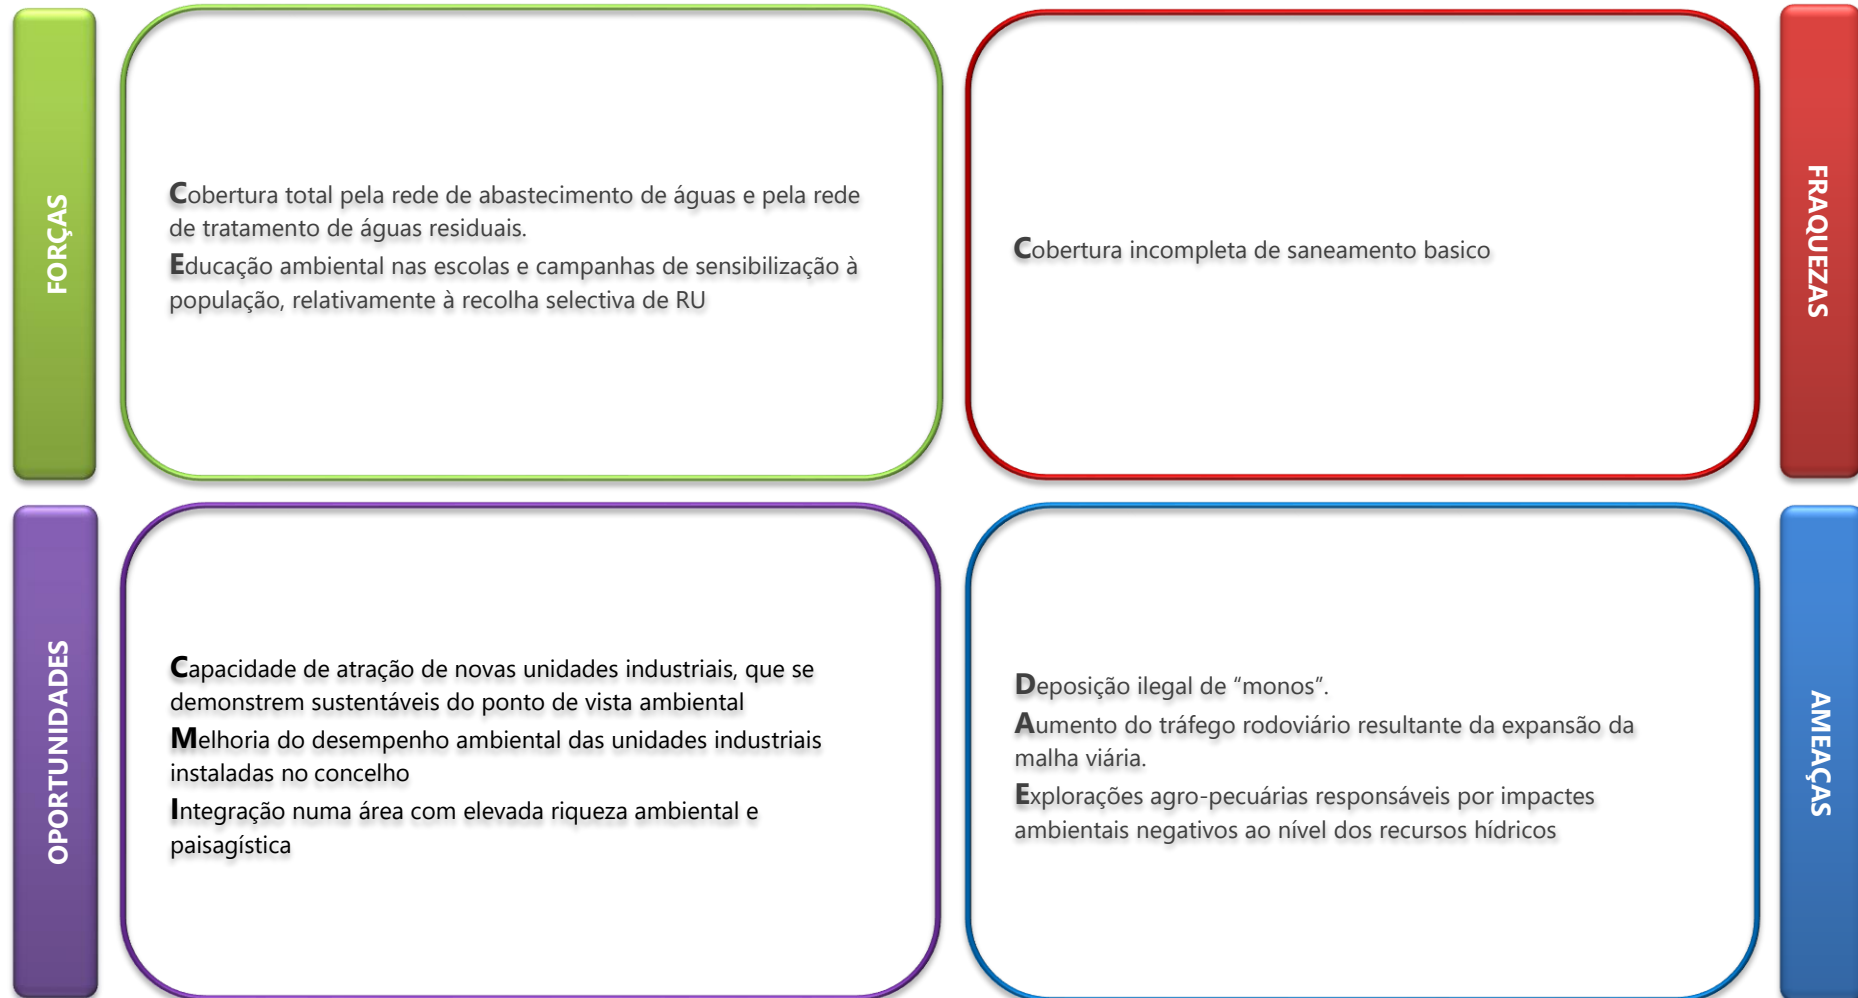 FORÇAS
Cobertura total pela rede de abastecimento de águas e pela rede
de tratamento de águas residuais.
Educação ambiental nas escolas e campanhas de sensibilização à
população, relativamente à recolha selectiva de RU
Cobertura incompleta de saneamento basico
FRAQUEZAS
OPORTUNIDADES
Capacidade de atração de novas unidades industriais, que se
demonstrem sustentáveis do ponto de vista ambiental
Melhoria do desempenho ambiental das unidades industriais
instaladas no concelho
Integração numa área com elevada riqueza ambiental e
paisagística
Deposição ilegal de “monos”.
Aumento do tráfego rodoviário resultante da expansão da
malha viária.
Explorações agro-pecuárias responsáveis por impactes
ambientais negativos ao nível dos recursos hídricos
AMEAÇAS